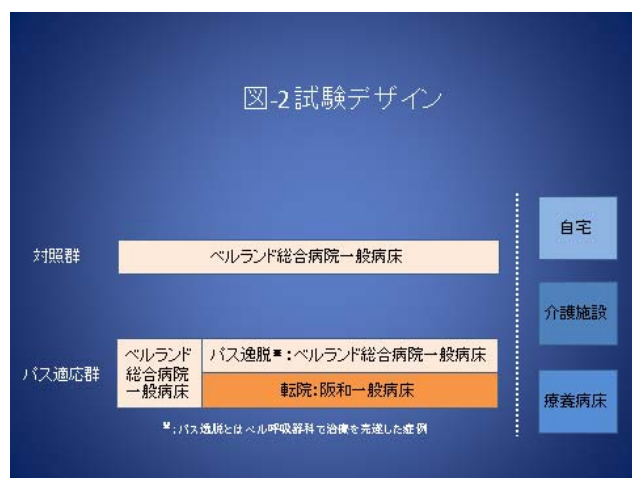 図-2試験デザイン
対照群
ベルランド総合病院一般病床
パス適応群
ベルランド
総合病院
一般病床
パス逸脱※:ベルランド総合病院一般病床
転院:阪和一般病床
※:パス逸脱とはベル呼吸器科で治療を完遂した症例
自宅
介護施設
療養病床